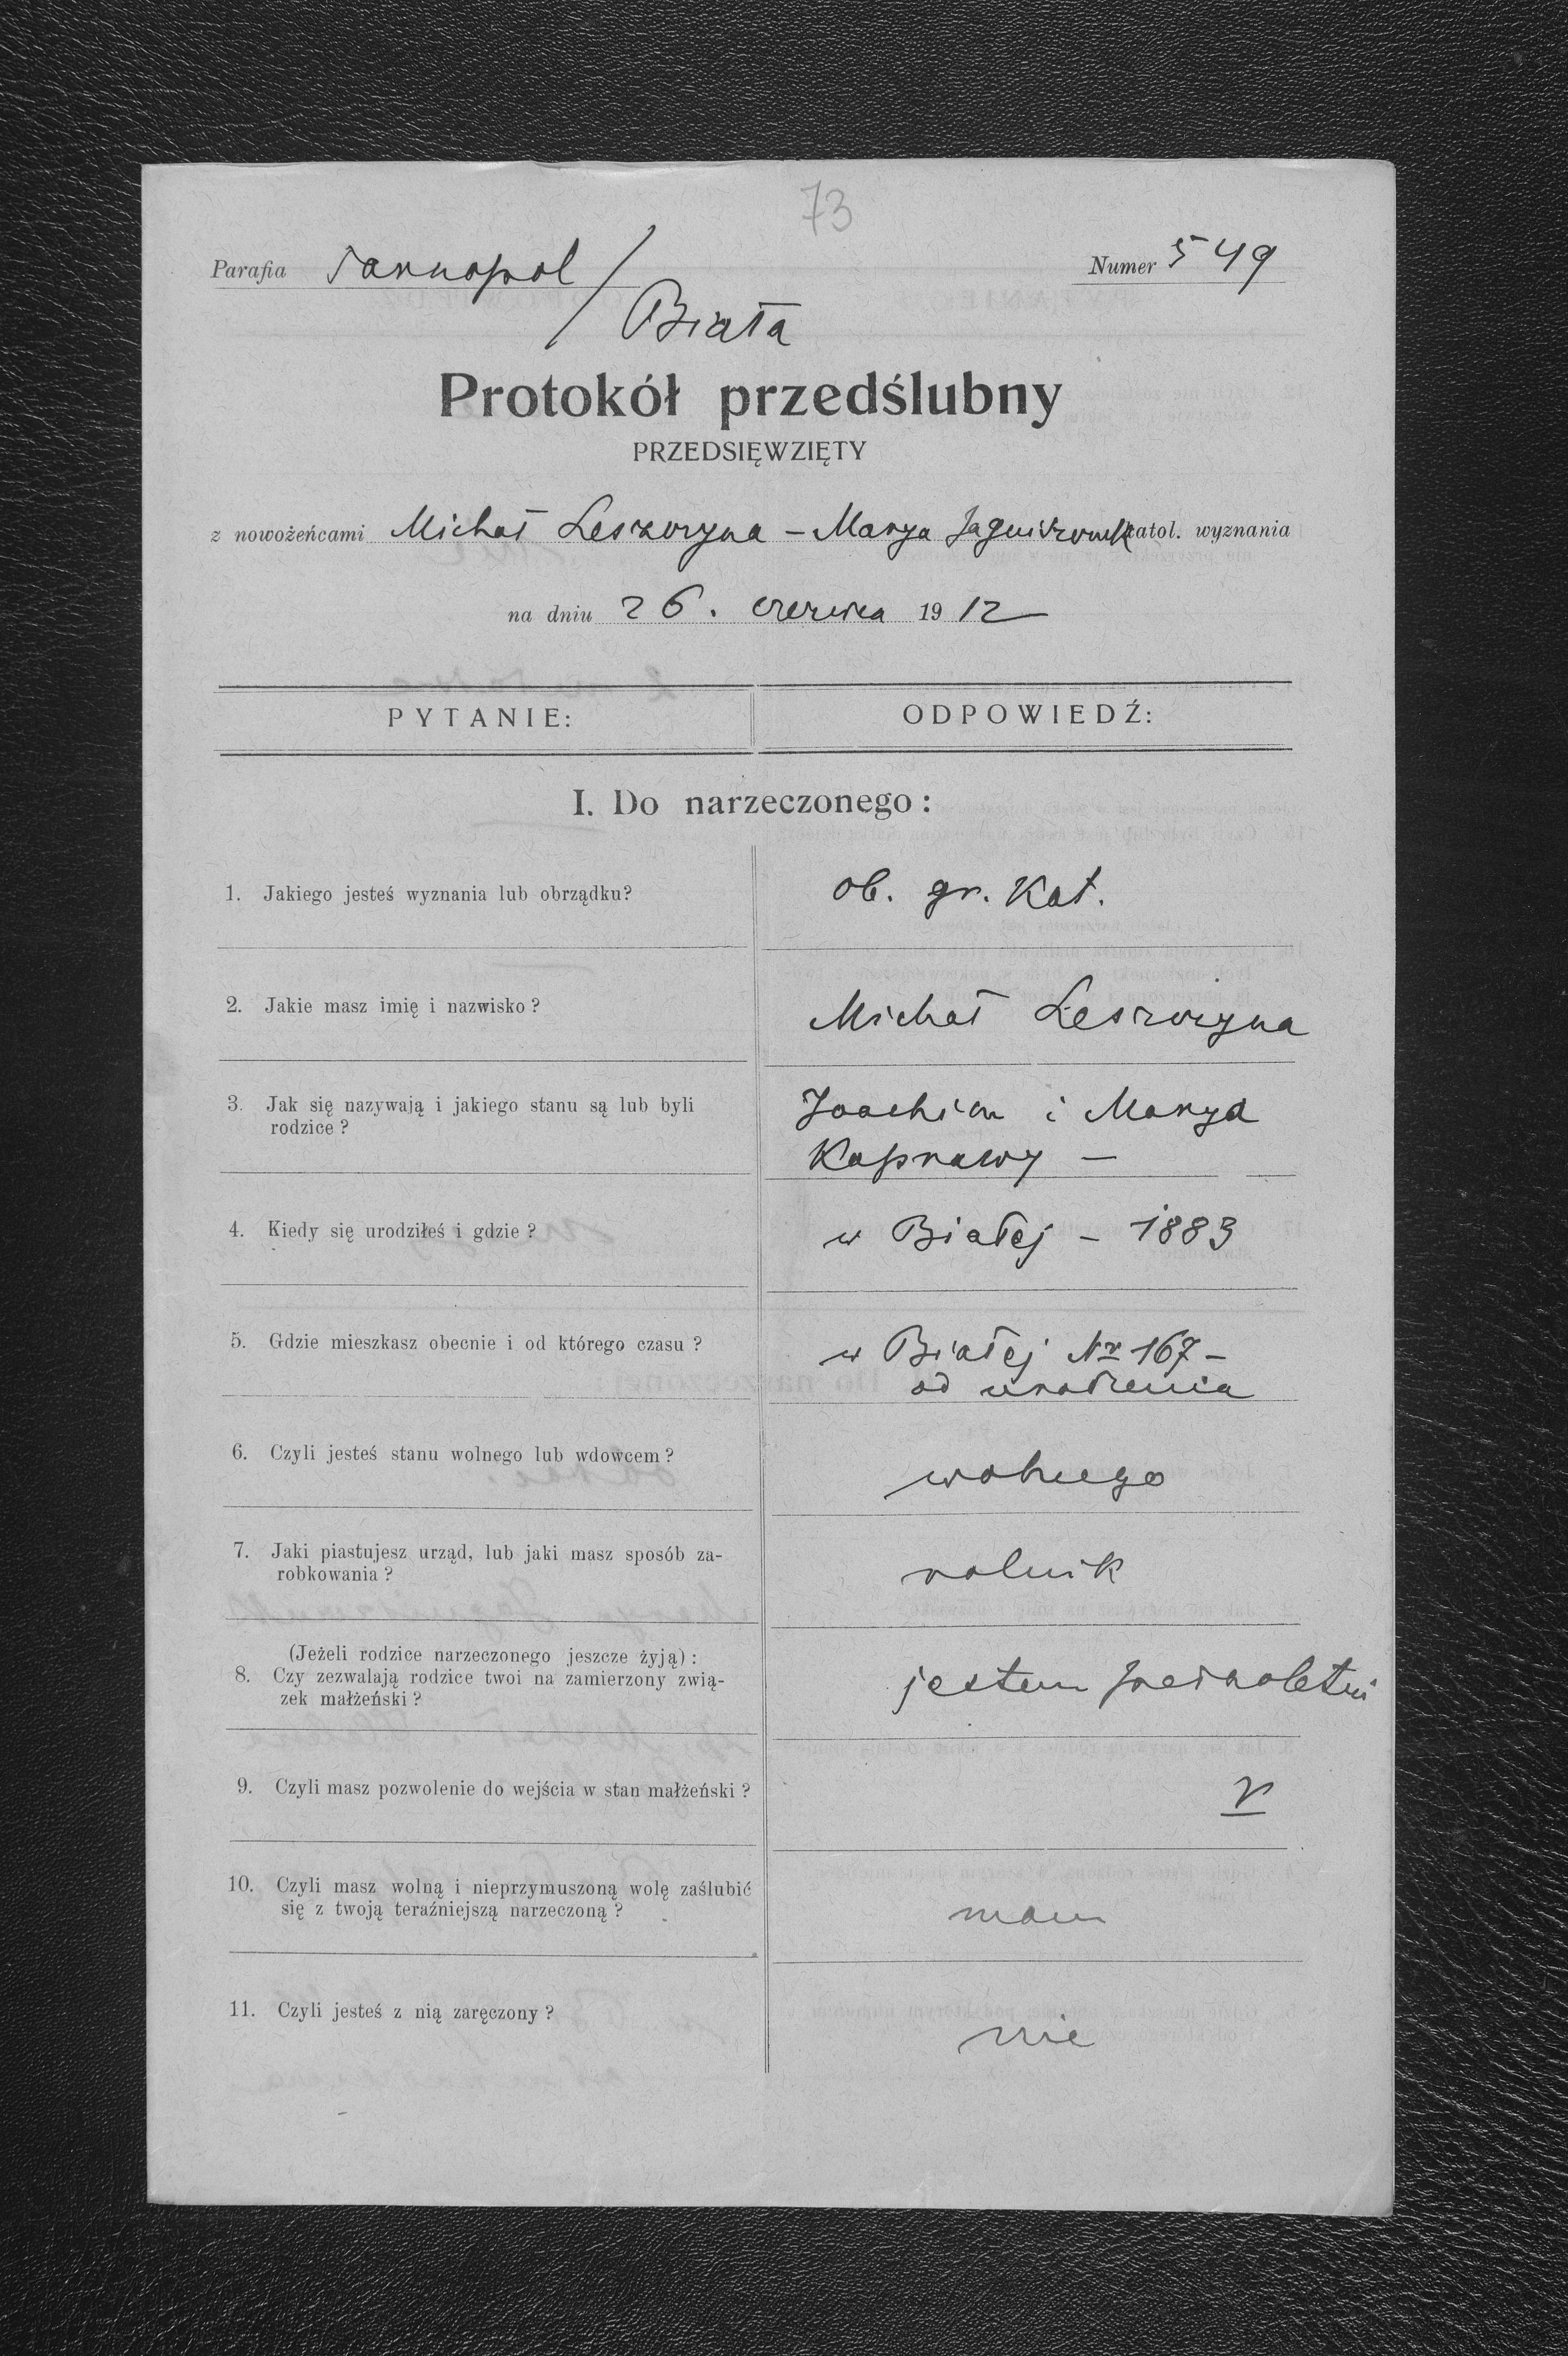 73
Parafia Tarnopol / Numer 549
Biała
Protokół przedślubny
PRZEDSIĘWZIĘTY
z nowożeńcami Michał Leszczyna – Marya katol. wyznania
na dniu 26. czerwca 1912
PYTANIE: ODPOWIEDŹ:
I. Do narzeczonego:
1. Jakiego jesteś wyznania lub obrządku? ob. gr. Kat.
2. Jakie masz imię i nazwisko? Michał Leszczyna
3. Jak się nazywają i jakiego stanu są lub byli Joachim i Marya
rodzice? –
4. Kiedy się urodziłeś i gdzie? w Białej – 1883
5. Gdzie mieszkasz obecnie i od którego czasu? w Białej Nr 167 –
od urodzenia
6. Czyli jesteś stanu wolnego lub wdowcem? wolnego
7. Jaki piastujesz urząd, lub jaki masz sposób za-
robkowania? rolnik
(Jeżeli rodzice narzeczonego jeszcze żyją):
8. Czy zezwalają rodzice twoi na zamierzony zwią- jestem pełnoletni
zek małżeński?
9. Czyli masz pozwolenie do wejścia w stan małżeński?
10. Czyli masz wolną i nieprzymuszoną wolę zaślubić
się z twoją teraźniejszą narzeczoną? mam
11. Czyli jesteś z nią zaręczony? nie